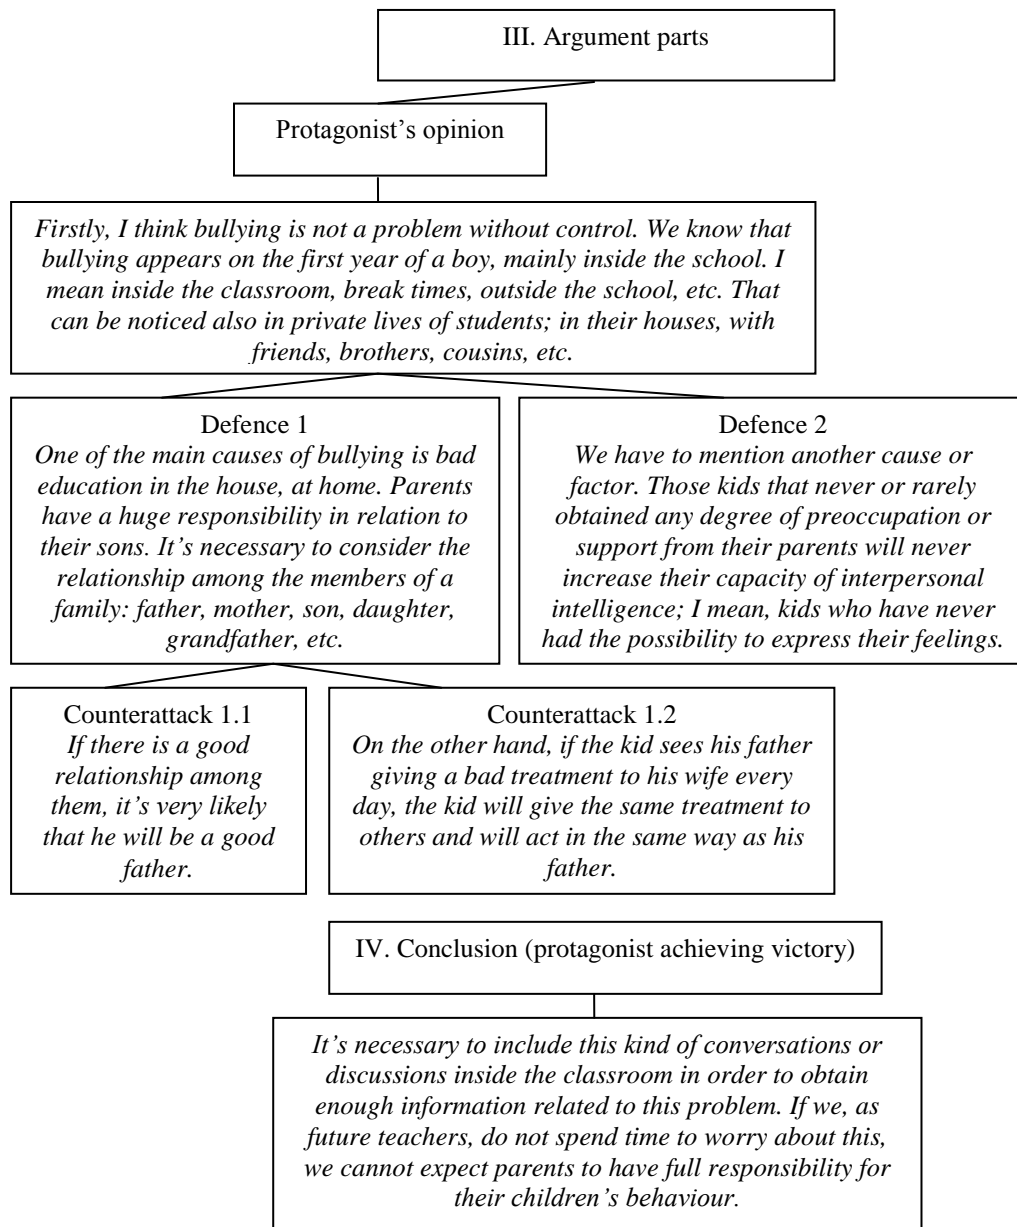 III. Argument parts
Protagonist’s opinion
Firstly, I think bullying is not a problem without control. We know that
bullying appears on the first year of a boy, mainly inside the school. I
mean inside the classroom, break times, outside the school, etc. That
can be noticed also in private lives of students; in their houses, with
friends, brothers, cousins, etc.
Defence 1
One of the main causes of bullying is bad
education in the house, at home. Parents
have a huge responsibility in relation to
their sons. It’s necessary to consider the
relationship among the members of a
family: father, mother, son, daughter,
grandfather, etc.
Defence 2
We have to mention another cause or
factor. Those kids that never or rarely
obtained any degree of preoccupation or
support from their parents will never
increase their capacity of interpersonal
intelligence; I mean, kids who have never
had the possibility to express their feelings.
Counterattack 1.1
If there is a good
relationship among
them, it’s very likely
that he will be a good
father.
Counterattack 1.2
On the other hand, if the kid sees his father
giving a bad treatment to his wife every
day, the kid will give the same treatment to
others and will act in the same way as his
father.
IV. Conclusion (protagonist achieving victory)
It’s necessary to include this kind of conversations or
discussions inside the classroom in order to obtain
enough information related to this problem. If we, as
future teachers, do not spend time to worry about this,
we cannot expect parents to have full responsibility for
their children’s behaviour.